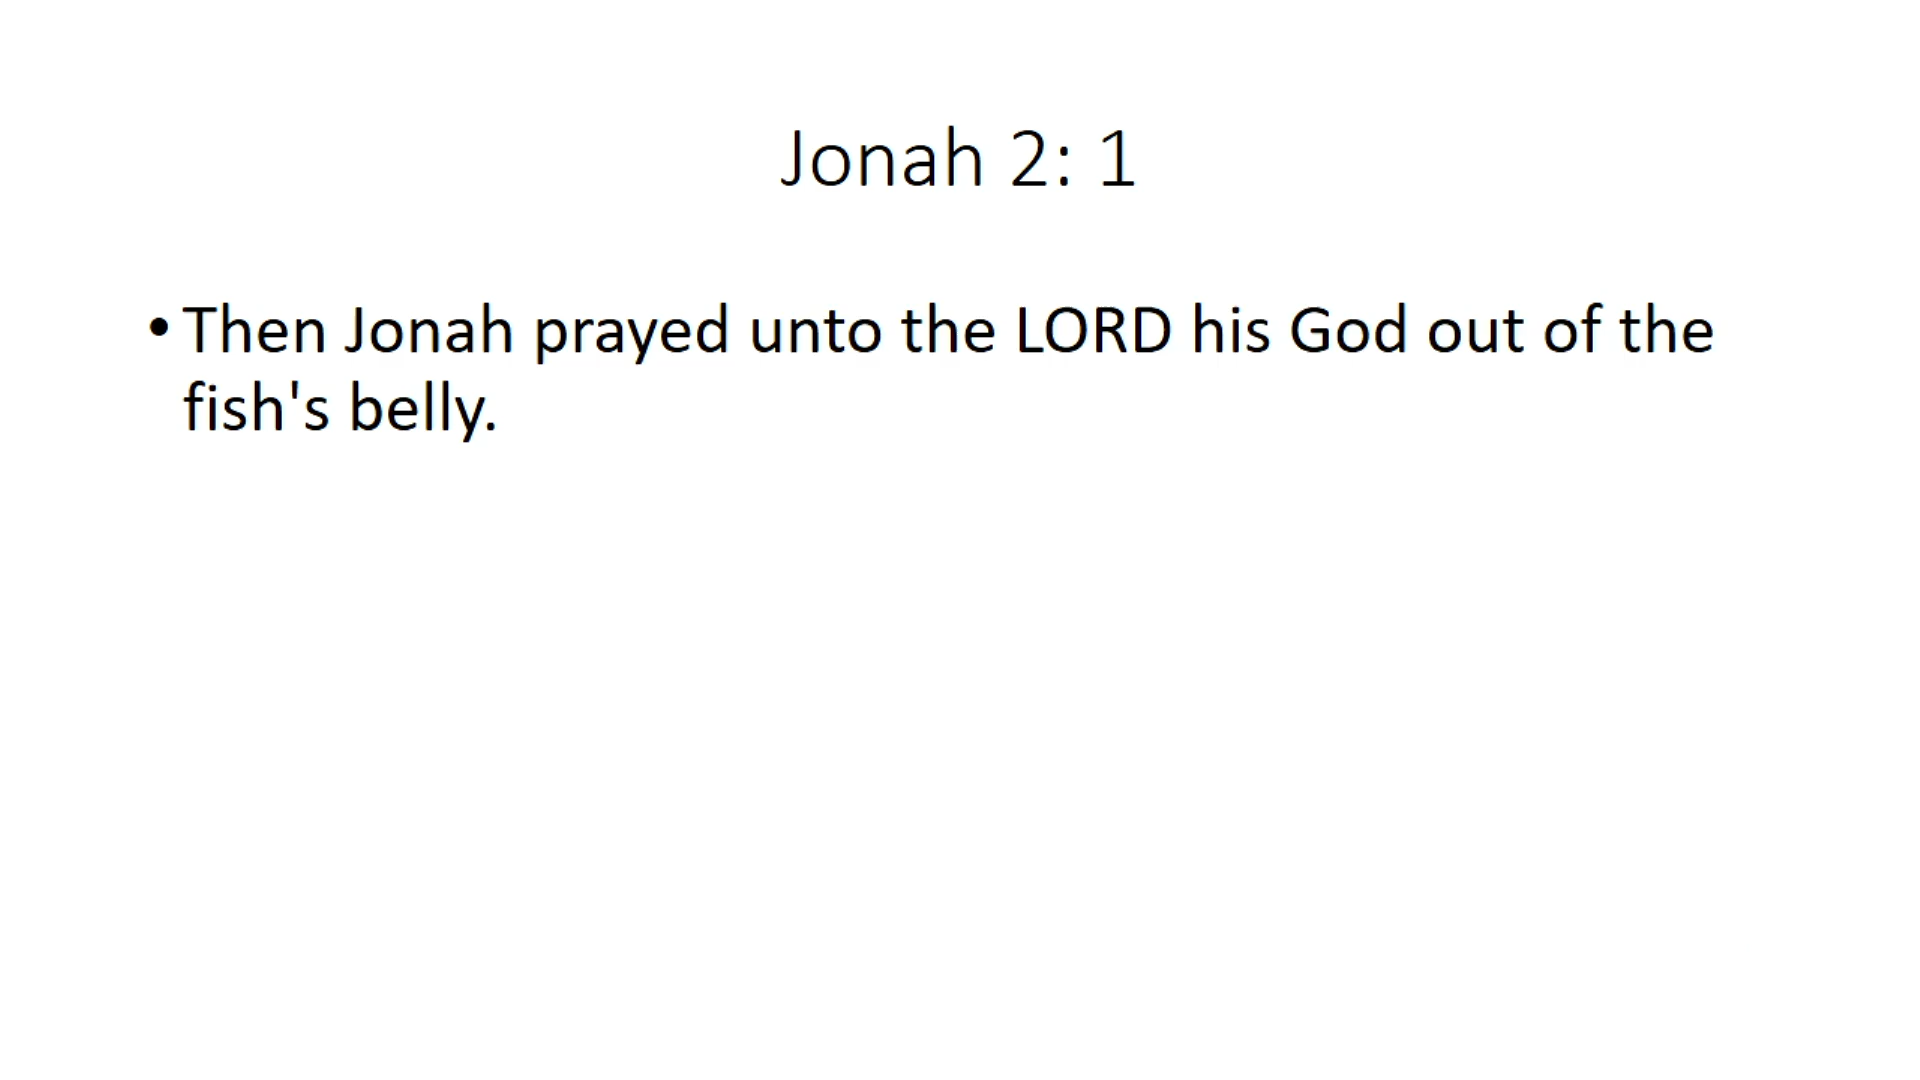 Jonah 2: 1
• Then Jonah prayed unto the LORD his God out of the
fish's belly.